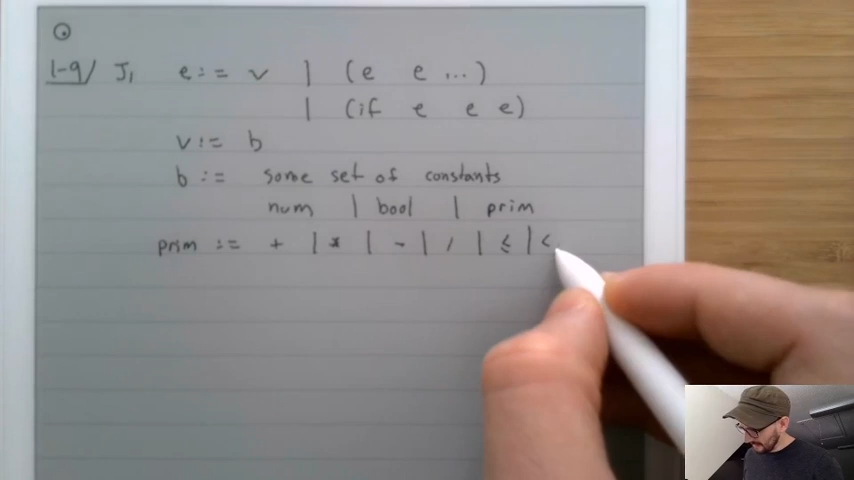 1-9/ J₁ e ::= v | (e e ...)
| (if e e e)
v ::= b
b ::= some set of constants
num | bool | prim
prim ::= + | * | - | / | ≤ | <